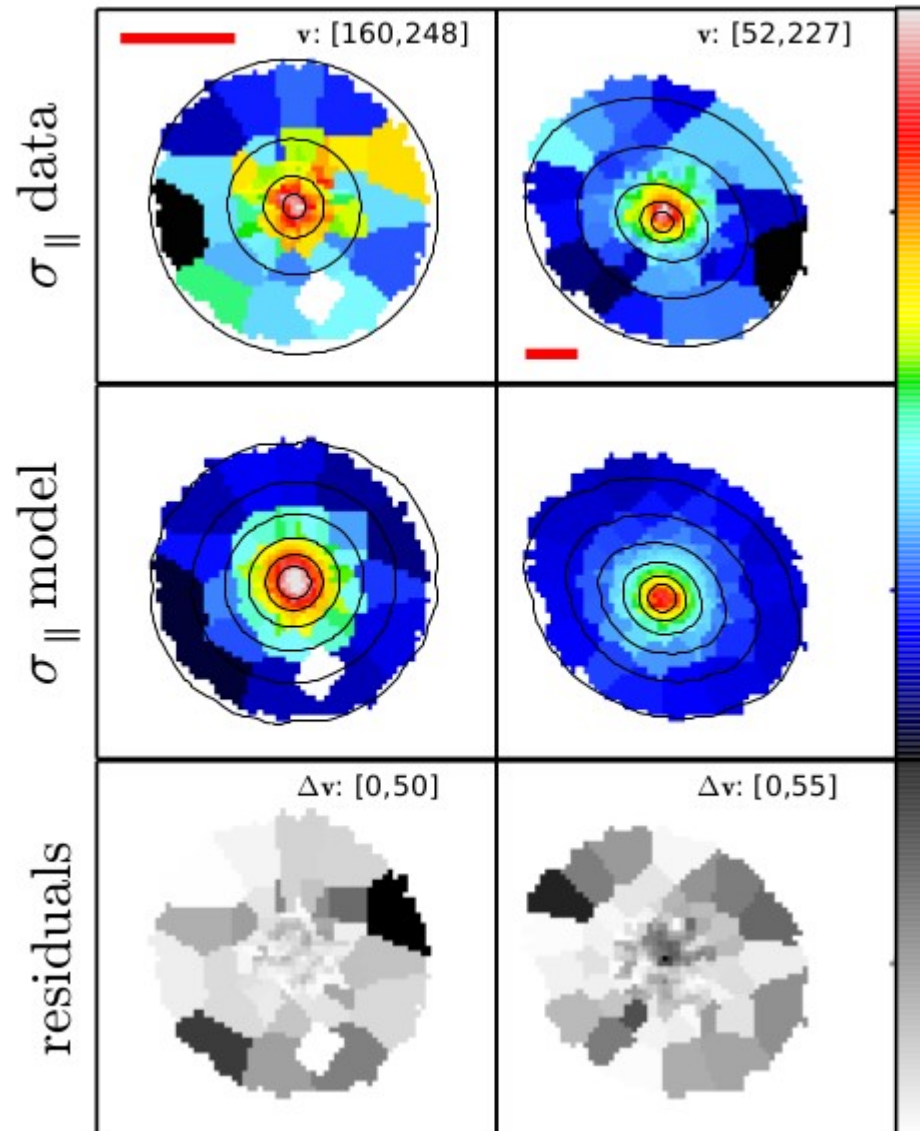 v: [160,248]
v: [52,227]
σ∥ data
σ∥ model
Δv: [0,50]
Δv: [0,55]
residuals